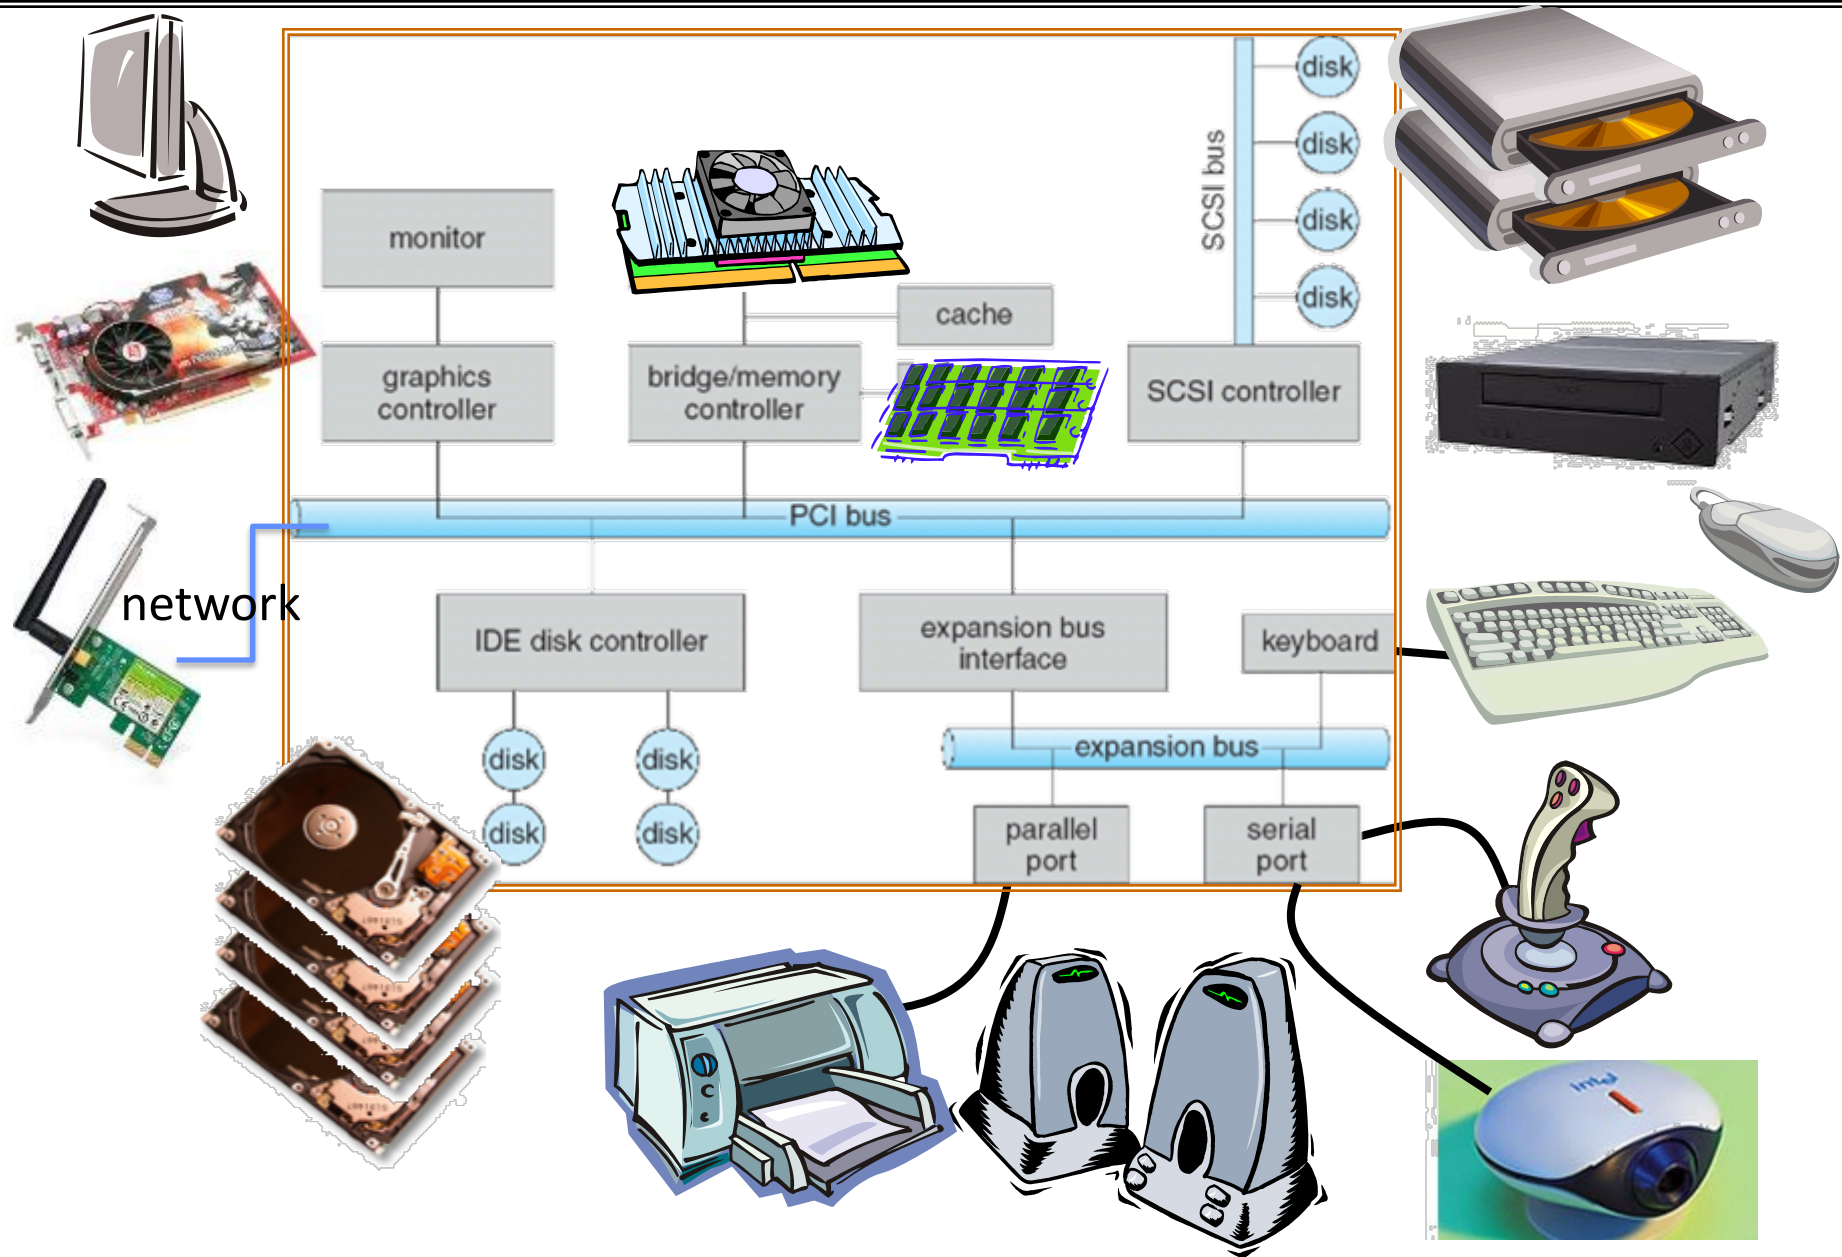 disk
disk
disk
disk
SCSI bus
monitor
cache
graphics
controller
bridge/memory
controller
SCSI controller
PCI bus
network
IDE disk controller
expansion bus
interface
keyboard
expansion bus
disk
disk
disk
disk
parallel
port
serial
port
intel